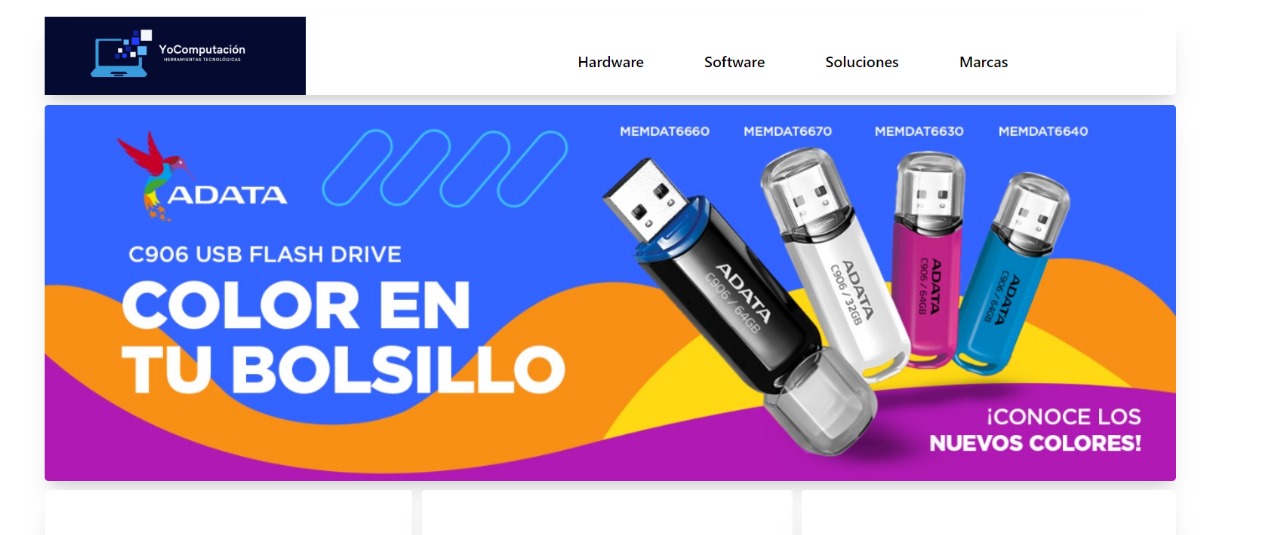 YoComputación
HERRAMIENTAS TECNOLÓGICAS
Hardware Software Soluciones Marcas
MEMDAT6660 MEMDAT6670 MEMDAT6630 MEMDAT6640
ADATA
C906 USB FLASH DRIVE
COLOR EN
TU BOLSILLO
ADATA
C906 / 64GB
ADATA
C906 / 32GB
ADATA
C906 / 64GB
ADATA
C906 / 64GB
¡CONOCE LOS
NUEVOS COLORES!